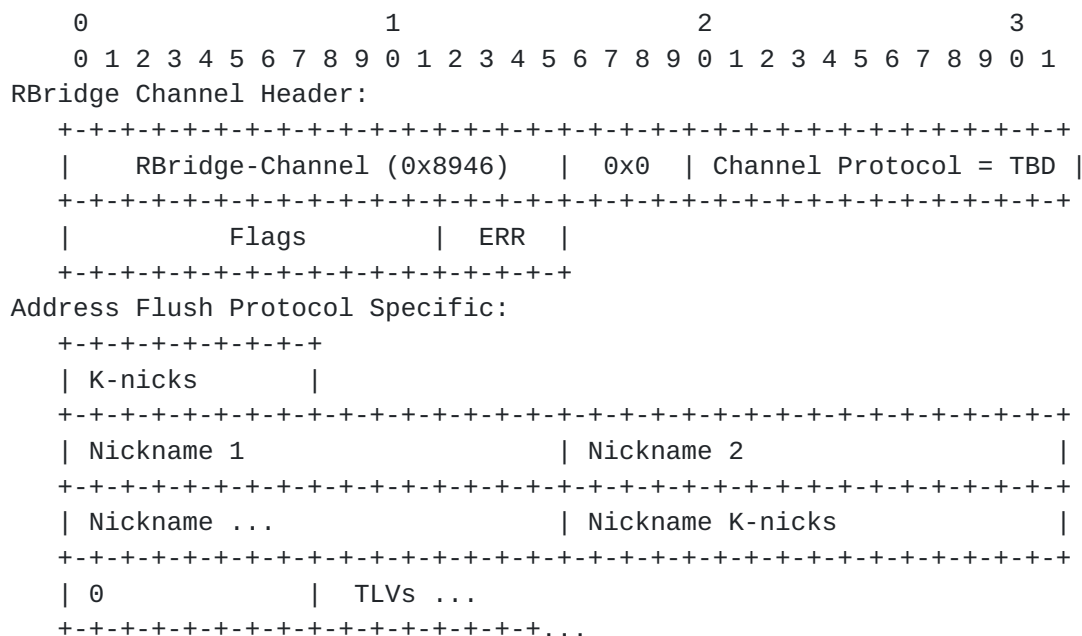 0                   1                   2                   3
    0 1 2 3 4 5 6 7 8 9 0 1 2 3 4 5 6 7 8 9 0 1 2 3 4 5 6 7 8 9 0 1
RBridge Channel Header:
   +-+-+-+-+-+-+-+-+-+-+-+-+-+-+-+-+-+-+-+-+-+-+-+-+-+-+-+-+-+-+-+-+
   |    RBridge-Channel (0x8946)   |  0x0  | Channel Protocol = TBD |
   +-+-+-+-+-+-+-+-+-+-+-+-+-+-+-+-+-+-+-+-+-+-+-+-+-+-+-+-+-+-+-+-+
   |          Flags        |  ERR  |
   +-+-+-+-+-+-+-+-+-+-+-+-+-+-+-+-+
Address Flush Protocol Specific:
   +-+-+-+-+-+-+-+-+
   | K-nicks       |
   +-+-+-+-+-+-+-+-+-+-+-+-+-+-+-+-+-+-+-+-+-+-+-+-+-+-+-+-+-+-+-+-+
   | Nickname 1                    | Nickname 2                    |
   +-+-+-+-+-+-+-+-+-+-+-+-+-+-+-+-+-+-+-+-+-+-+-+-+-+-+-+-+-+-+-+-+
   | Nickname ...                  | Nickname K-nicks              |
   +-+-+-+-+-+-+-+-+-+-+-+-+-+-+-+-+-+-+-+-+-+-+-+-+-+-+-+-+-+-+-+-+
   | 0             |  TLVs ...
   +-+-+-+-+-+-+-+-+-+-+-+-+-+-+-+...